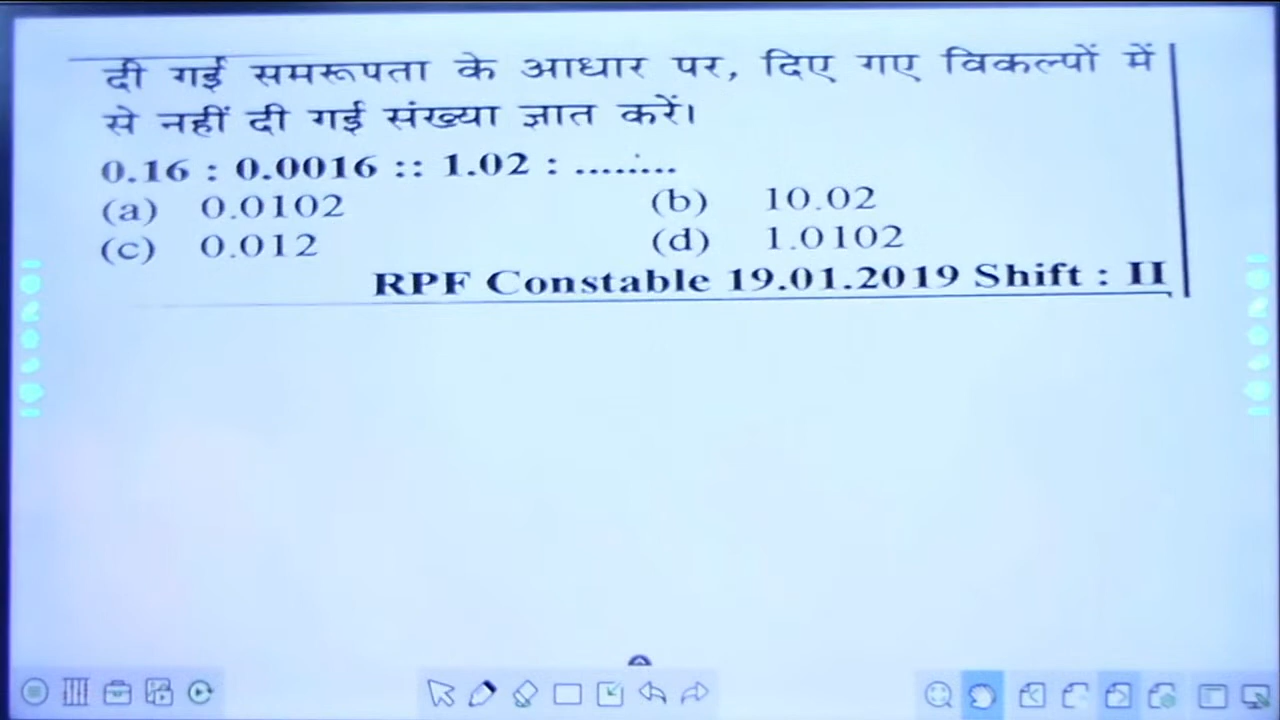 दी गई समरूपता के आधार पर, दिए गए विकल्पों में
से नहीं दी गई संख्या ज्ञात करें।
0.16 : 0.0016 :: 1.02 : ........
(a) 0.0102 (b) 10.02
(c) 0.012 (d) 1.0102
RPF Constable 19.01.2019 Shift : II